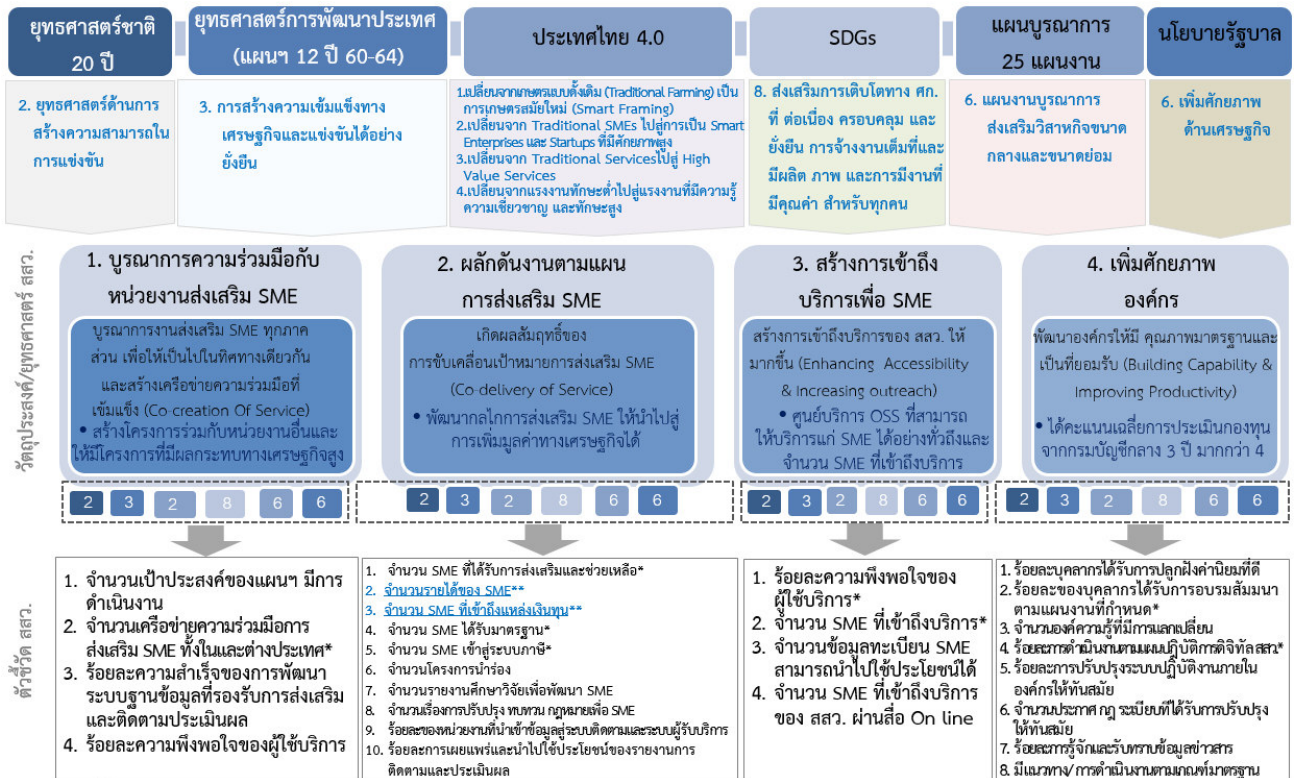 ยุทธศาสตร์ชาติ
20 ปี
ยุทธศาสตร์การพัฒนาประเทศ
(แผนฯ 12 ปี 60-64)
ประเทศไทย 4.0
SDGs
แผนบูรณาการ
25 แผนงาน
นโยบายรัฐบาล
2. ยุทธศาสตร์ด้านการ
สร้างความสามารถใน
การแข่งขัน
3. การสร้างความเข้มแข็งทาง
เศรษฐกิจและแข่งขันได้อย่าง
ยั่งยืน
1.เปลี่ยนจากเกษตรแบบดั้งเดิม (Traditional Farming) เป็น
การเกษตรสมัยใหม่ (Smart Framing)
2.เปลี่ยนจาก Traditional SMEs ไปสู่การเป็น Smart
Enterprises และ Startups ที่มีศักยภาพสูง
3.เปลี่ยนจาก Traditional Servicesไปสู่ High
Value Services
4.เปลี่ยนจากแรงงานทักษะต่ำไปสู่แรงงานที่มีความรู้
ความเชี่ยวชาญ และทักษะสูง
8. ส่งเสริมการเติบโตทาง ศก.
ที่ ต่อเนื่อง ครอบคลุม และ
ยั่งยืน การจ้างงานเต็มที่และ
มีผลิต ภาพ และการมีงานที่
มีคุณค่า สำหรับทุกคน
6. แผนงานบูรณาการ
ส่งเสริมวิสาหกิจขนาด
กลางและขนาดย่อม
6. เพิ่มศักยภาพ
ด้านเศรษฐกิจ
วัตถุประสงค์/ยุทธศาสตร์ สสว.
1. บูรณาการความร่วมมือกับ
หน่วยงานส่งเสริม SME
บูรณาการงานส่งเสริม SME ทุกภาค
ส่วน เพื่อให้เป็นไปในทิศทางเดียวกัน
และสร้างเครือข่ายความร่วมมือที่
เข้มแข็ง (Co-creation Of Service)
• สร้างโครงการร่วมกับหน่วยงานอื่นและ
ให้มีโครงการที่มีผลกระทบทางเศรษฐกิจสูง
2 3 2 8 6 6
2. ผลักดันงานตามแผน
การส่งเสริม SME
เกิดผลสัมฤทธิ์ของ
การขับเคลื่อนเป้าหมายการส่งเสริม SME
(Co-delivery of Service)
• พัฒนากลไกการส่งเสริม SME ให้นำไปสู่
การเพิ่มมูลค่าทางเศรษฐกิจได้
2 3 2 8 6 6
3. สร้างการเข้าถึง
บริการเพื่อ SME
สร้างการเข้าถึงบริการของ สสว. ให้
มากขึ้น (Enhancing Accessibility
& Increasing outreach)
• ศูนย์บริการ OSS ที่สามารถ
ให้บริการแก่ SME ได้อย่างทั่วถึงและ
จำนวน SME ที่เข้าถึงบริการ
2 3 2 8 6 6
4. เพิ่มศักยภาพ
องค์กร
พัฒนาองค์กรให้มี คุณภาพมาตรฐานและ
เป็นที่ยอมรับ (Building Capability &
Improving Productivity)
• ได้คะแนนเฉลี่ยการประเมินกองทุน
จากกรมบัญชีกลาง 3 ปี มากกว่า 4
2 3 2 8 6 6
ตัวชี้วัด สสว.
1. จำนวนเป้าประสงค์ของแผนฯ มีการ
ดำเนินงาน
2. จำนวนเครือข่ายความร่วมมือการ
ส่งเสริม SME ทั้งในและต่างประเทศ*
3. ร้อยละความสำเร็จของการพัฒนา
ระบบฐานข้อมูลที่รองรับการส่งเสริม
และติดตามประเมินผล
4. ร้อยละความพึงพอใจของผู้ใช้บริการ
1. จำนวน SME ที่ได้รับการส่งเสริมและช่วยเหลือ*
2. จำนวนรายได้ของ SME**
3. จำนวน SME ที่เข้าถึงแหล่งเงินทุน**
4. จำนวน SME ได้รับมาตรฐาน*
5. จำนวน SME เข้าสู่ระบบภาษี*
6. จำนวนโครงการนำร่อง
7. จำนวนรายงานศึกษาวิจัยเพื่อพัฒนา SME
8. จำนวนเรื่องการปรับปรุง ทบทวน กฎหมายเพื่อ SME
9. ร้อยละของหน่วยงานที่นำเข้าข้อมูลสู่ระบบติดตามและระบบผู้รับบริการ
10. ร้อยละการเผยแพร่และนำไปใช้ประโยชน์ของรายงานการ
ติดตามและประเมินผล
1. ร้อยละความพึงพอใจของ
ผู้ใช้บริการ*
2. จำนวน SME ที่เข้าถึงบริการ*
3. จำนวนข้อมูลทะเบียน SME
สามารถนำไปใช้ประโยชน์ได้
4. จำนวน SME ที่เข้าถึงบริการ
ของ สสว. ผ่านสื่อ On line
1. ร้อยละบุคลากรได้รับการปลูกฝังค่านิยมที่ดี
2. ร้อยละของบุคลากรได้รับการอบรมสัมมนา
ตามแผนงานที่กำหนด*
3. จำนวนองค์ความรู้ที่มีการแลกเปลี่ยน
4. ร้อยละการดำเนินงานตามแผนปฏิบัติการดิจิทัลสสว*
5. ร้อยละการปรับปรุงระบบปฏิบัติงานภายใน
องค์กรให้ทันสมัย
6. จำนวนประกาศ กฎ ระเบียบที่ได้รับการปรับปรุง
ให้ทันสมัย
7. ร้อยละการรู้จักและรับทราบข้อมูลข่าวสาร
8. มีแนวทาง/ การดำเนินงานตามเกณฑ์มาตรฐาน